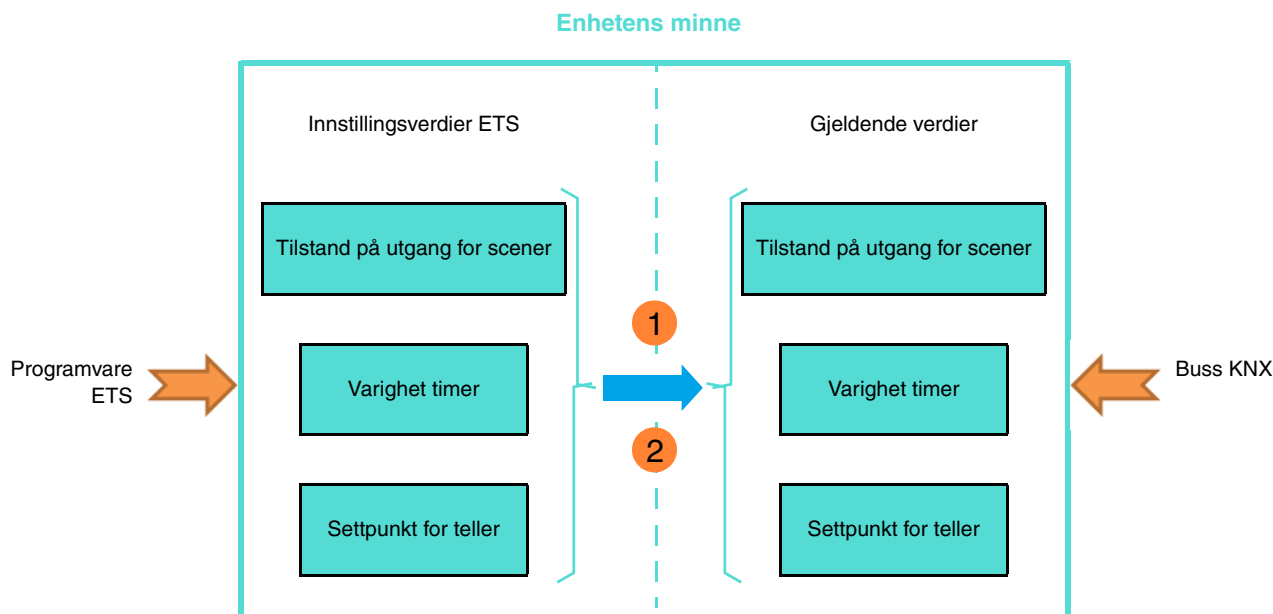 Enhetens minne
Innstillingsverdier ETS
Gjeldende verdier
Tilstand på utgang for scener
Tilstand på utgang for scener
1
Programvare
ETS
Varighet timer
Varighet timer
Buss KNX
2
Settpunkt for teller
Settpunkt for teller